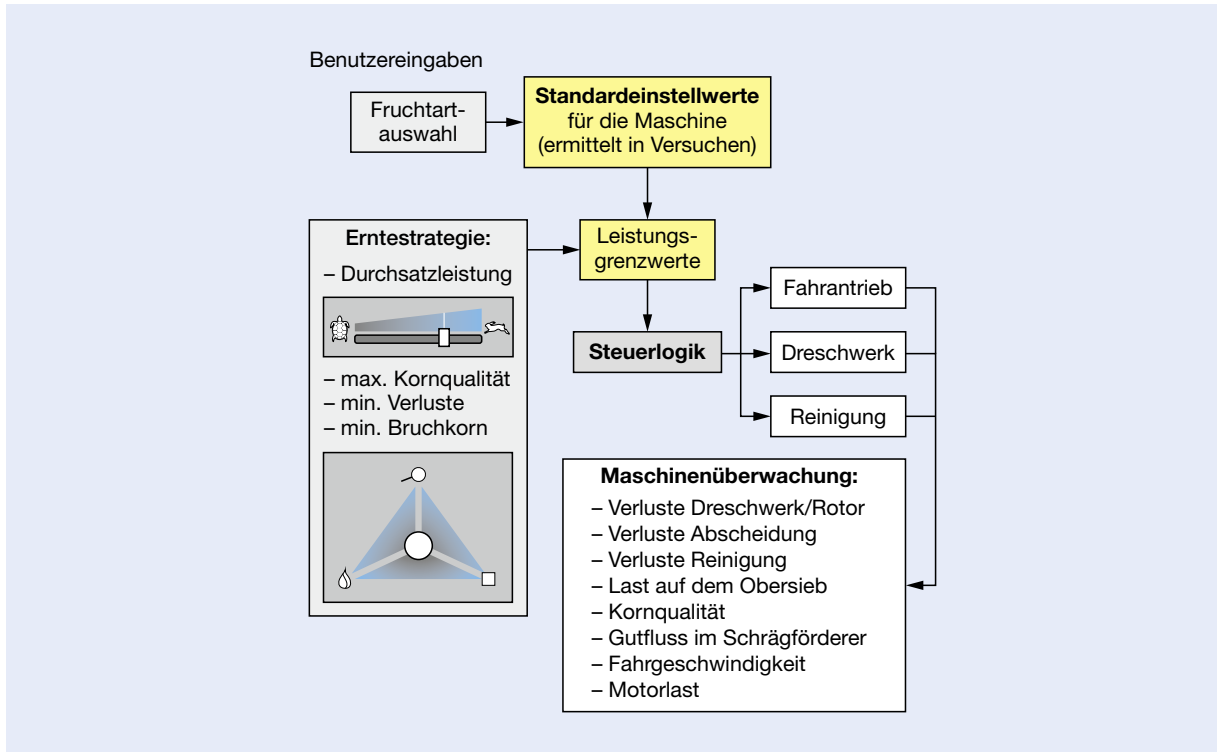 Benutzereingaben
Fruchtart-
auswahl
Standardeinstellwerte
für die Maschine
(ermittelt in Versuchen)
Erntestrategie:
– Durchsatzleistung
– max. Kornqualität
– min. Verluste
– min. Bruchkorn
Leistungs-
grenzwerte
Steuerlogik
Fahrantrieb
Dreschwerk
Reinigung
Maschinenüberwachung:
– Verluste Dreschwerk/Rotor
– Verluste Abscheidung
– Verluste Reinigung
– Last auf dem Obersieb
– Kornqualität
– Gutfluss im Schrägförderer
– Fahrgeschwindigkeit
– Motorlast